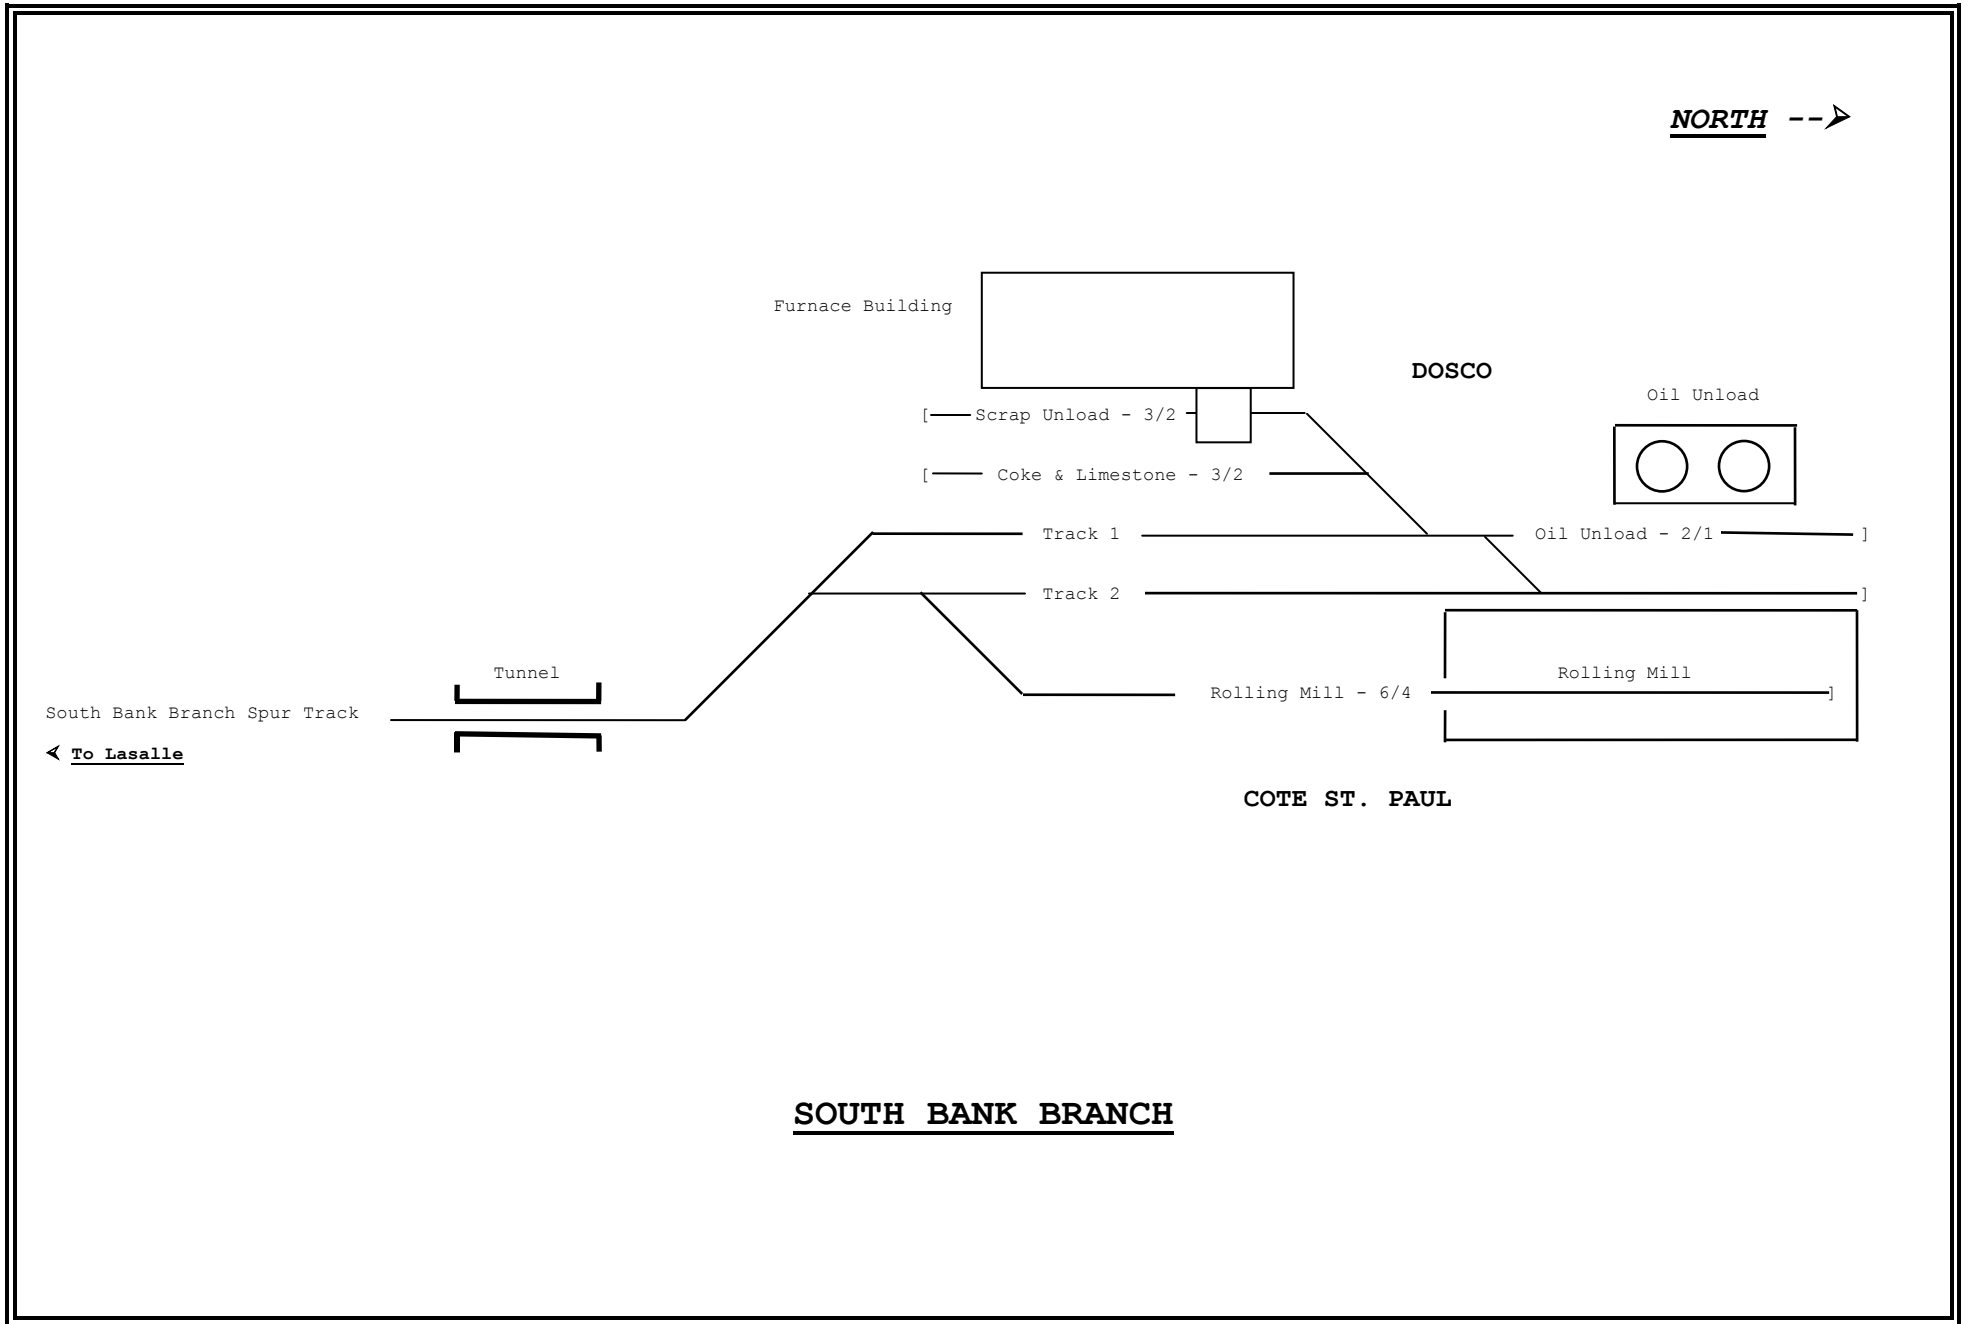 NORTH -->
Furnace Building
DOSCO
Oil Unload
[ Scrap Unload - 3/2
[ Coke & Limestone - 3/2
Track 1
Oil Unload - 2/1 ]
Track 2 ]
Tunnel
Rolling Mill
Rolling Mill - 6/4 ]
South Bank Branch Spur Track
To Lasalle
COTE ST. PAUL
SOUTH BANK BRANCH